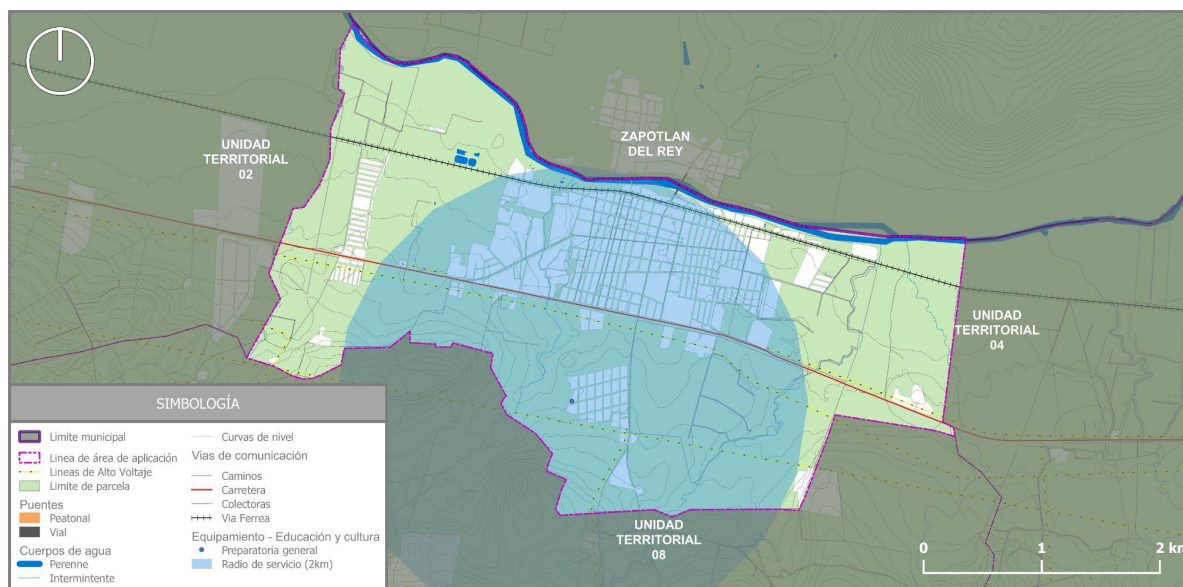 ZAPOTLAN
DEL REY
UNIDAD
TERRITORIAL
02
UNIDAD
TERRITORIAL
04
UNIDAD
TERRITORIAL
08
0 1 2 km
SIMBOLOGÍA
Limite municipal
Linea de área de aplicación
Lineas de Alto Voltaje
Limite de parcela
Puentes
Peatonal
Vial
Cuerpos de agua
Perenne
Intermintente
Curvas de nivel
Vias de comunicación
Caminos
Carretera
Colectoras
Via Ferrea
Equipamiento - Educación y cultura
Preparatoria general
Radio de servicio (2km)